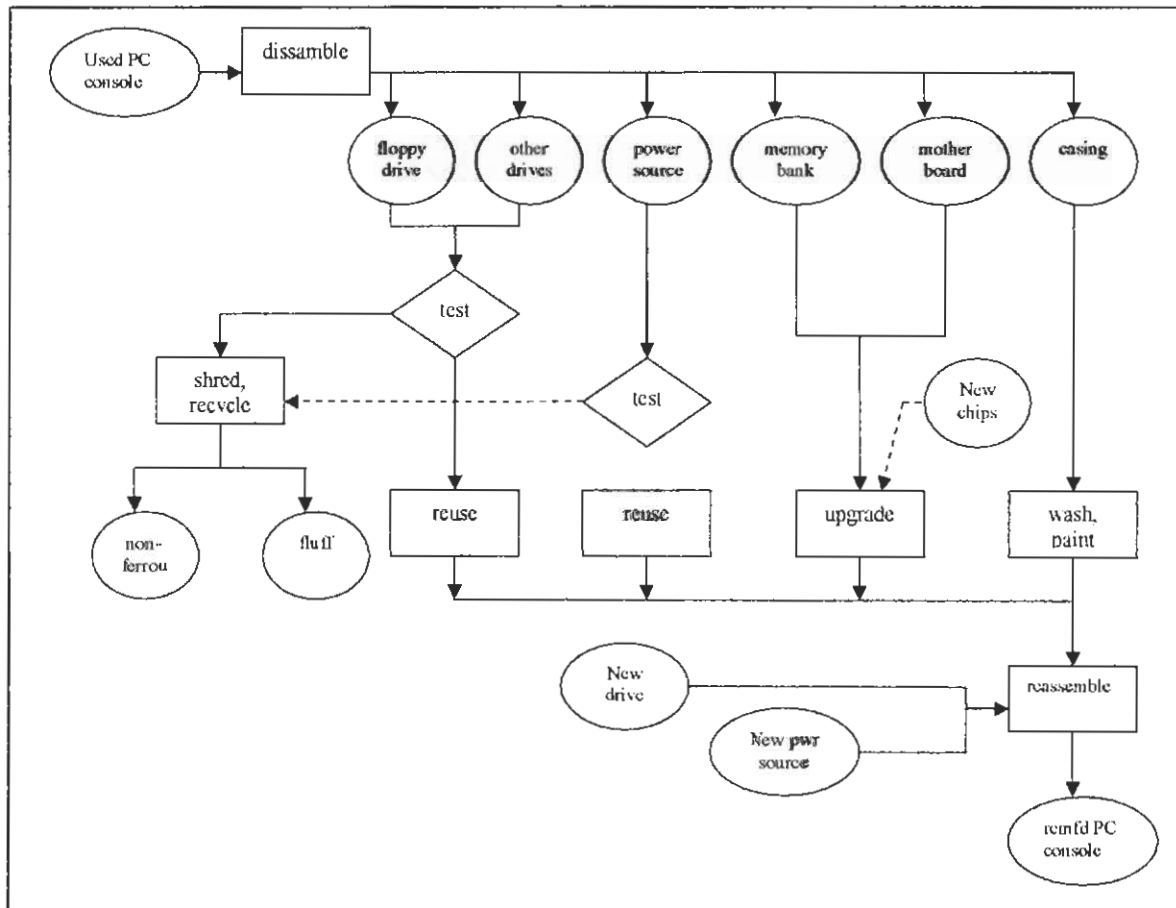 Used PC
console
dissamble
floppy
drive
other
drives
power
source
memory
bank
mother
board
casing
test
shred,
recycle
test
New
chips
non-
ferrou
fluff
reuse
reuse
upgrade
wash,
paint
New
drive
reassemble
New pwr
source
remfd PC
console